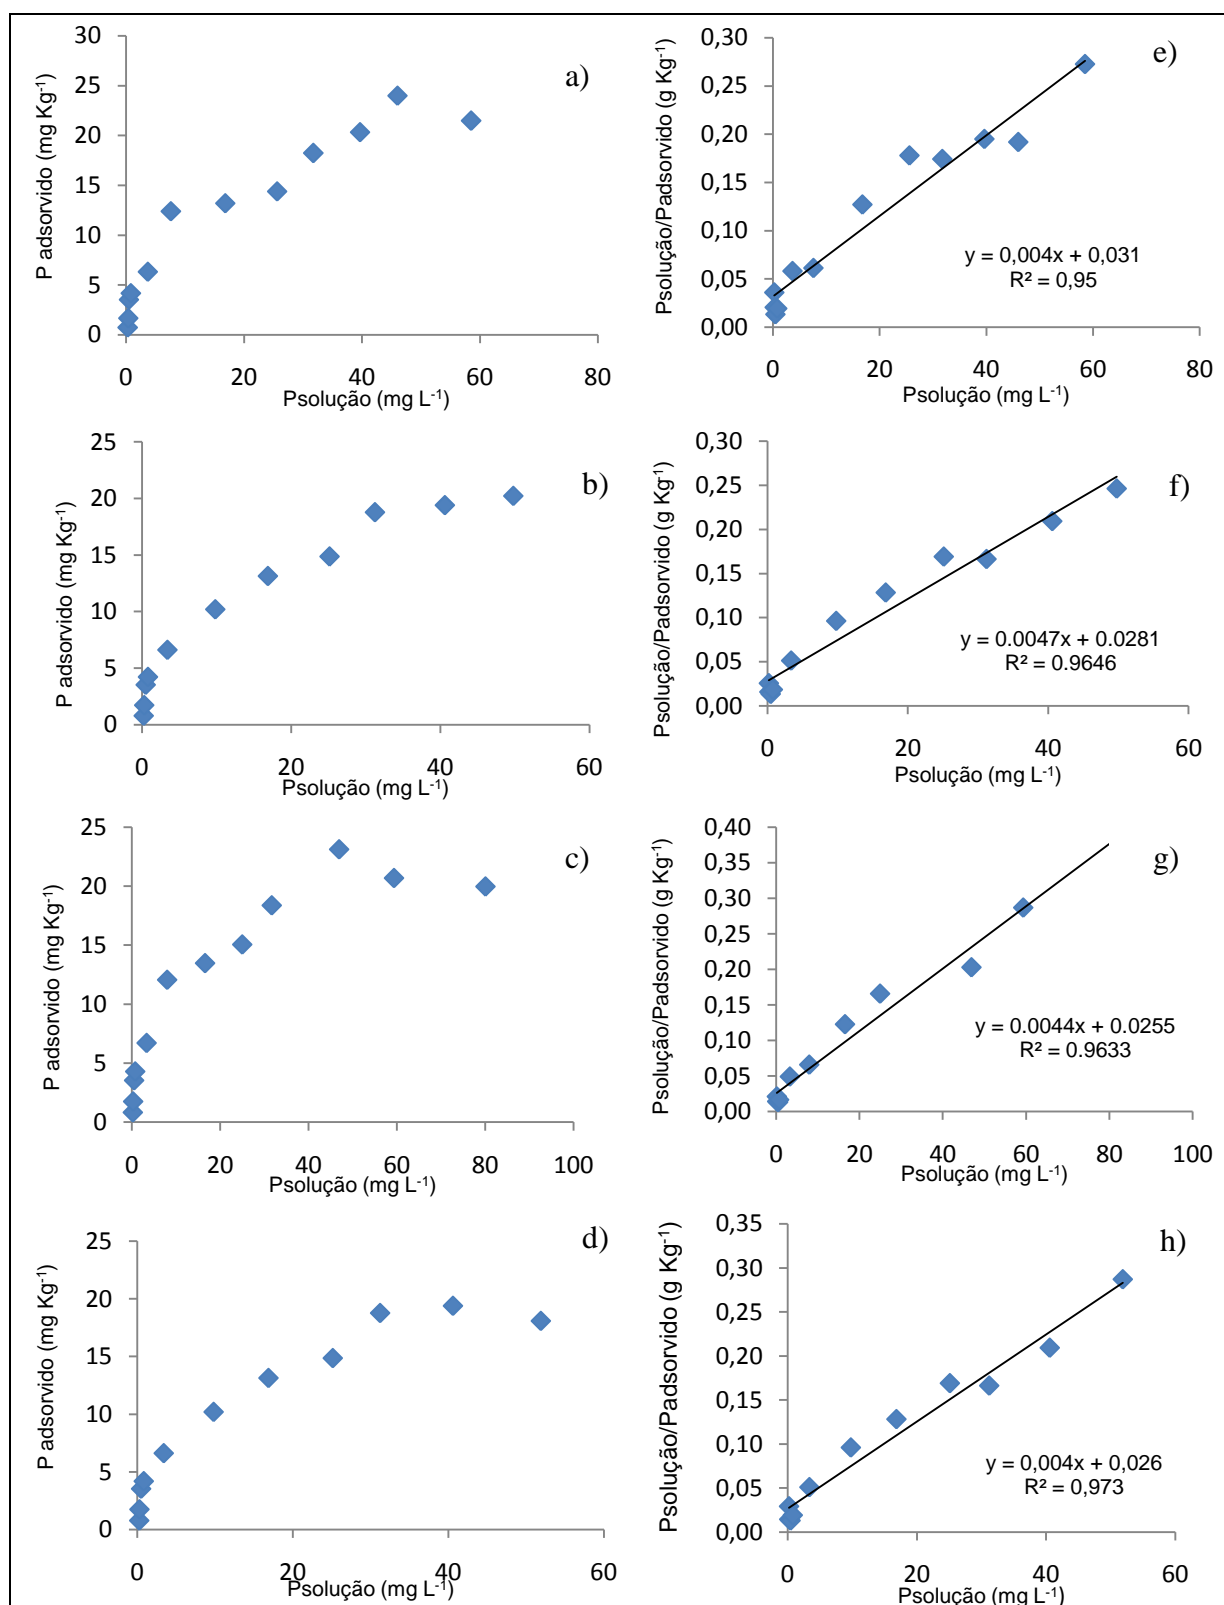 a)
P adsorvido (mg Kg-1)
30
25
20
15
10
5
0
0 20 40 60 80
Psolução (mg L-1)
e)
Psolução/Padsorvido (g Kg-1)
0,30
0,25
0,20
0,15
0,10
0,05
0,00
y = 0,004x + 0,031
R² = 0,95
0 20 40 60 80
Psolução (mg L-1)
b)
P adsorvido (mg Kg-1)
25
20
15
10
5
0
0 20 40 60
Psolução (mg L-1)
f)
Psolução/Padsorvido (g Kg-1)
0,30
0,25
0,20
0,15
0,10
0,05
0,00
y = 0.0047x + 0.0281
R² = 0.9646
0 20 40 60
Psolução (mg L-1)
c)
P adsorvido (mg Kg-1)
25
20
15
10
5
0
0 20 40 60 80 100
Psolução (mg L-1)
g)
Psolução/Padsorvido (g Kg-1)
0,40
0,35
0,30
0,25
0,20
0,15
0,10
0,05
0,00
y = 0.0044x + 0.0255
R² = 0.9633
0 20 40 60 80 100
Psolução (mg L-1)
d)
P adsorvido (mg Kg-1)
25
20
15
10
5
0
0 20 40 60
Psolução (mg L-1)
h)
Psolução/Padsorvido (g Kg-1)
0,35
0,30
0,25
0,20
0,15
0,10
0,05
0,00
y = 0,004x + 0,026
R² = 0,973
0 20 40 60
Psolução (mg L-1)